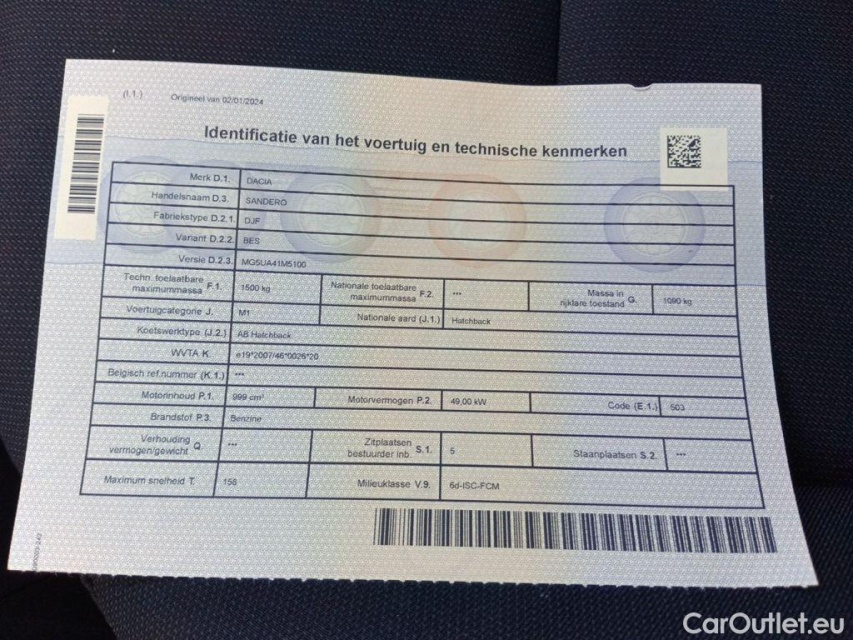 (I.1.) Origineel van 02/01/2024
Identificatie van het voertuig en technische kenmerken
Merk D.1. DACIA
Handelsnaam D.3. SANDERO
Fabriekstype D.2.1. DJF
Variant D.2.2. BES
Versie D.2.3. MG5UA41M5100
Techn. toelaatbare maximummassa F.1. 1500 kg Nationale toelaatbare maximummassa F.2. --- Massa in rijklare toestand G. 1090 kg
Voertuigcategorie J. M1 Nationale aard (J.1.) Hatchback
Koetswerktype (J.2.) AB Hatchback
WVTA K. e19*2007/46*0026*20
Belgisch ref.nummer (K.1.) ---
Motorinhoud P.1. 999 cm³ Motorvermogen P.2. 49,00 kW Code (E.1.) 503
Brandstof P.3. Benzine
Verhouding vermogen/gewicht Q --- Zitplaatsen bestuurder inb. S.1. 5 Staanplaatsen S.2. ---
Maximum snelheid T. 158 Milieuklasse V.9. 6d-ISC-FCM
CarOutlet.eu